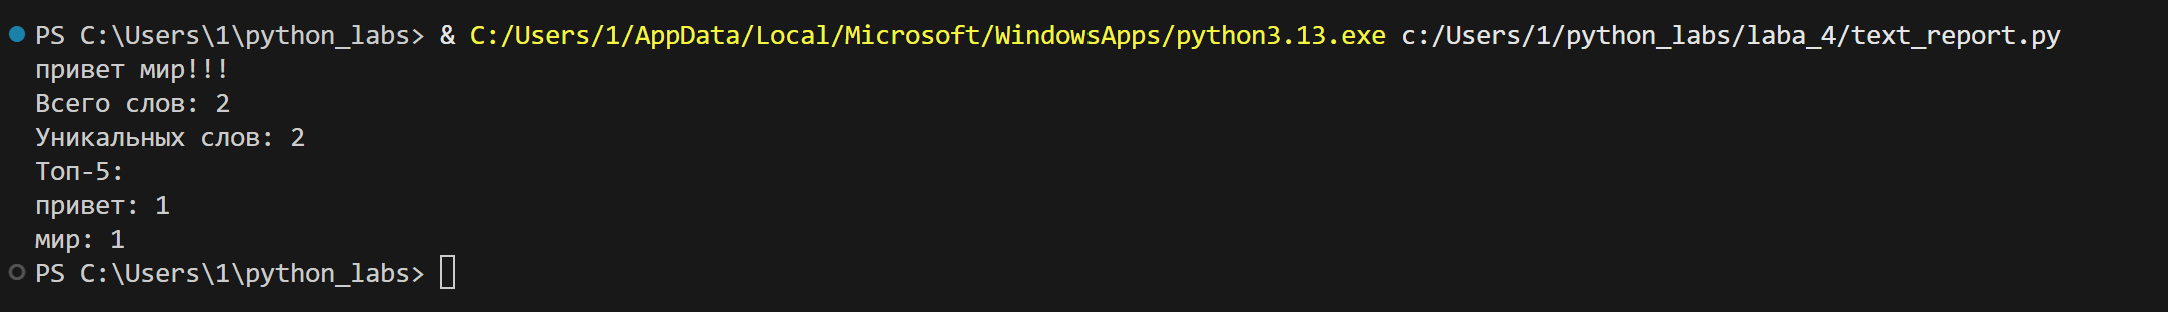 PS C:\Users\1\python_labs> & C:/Users/1/AppData/Local/Microsoft/WindowsApps/python3.13.exe c:/Users/1/python_labs/laba_4/text_report.py
привет мир!!!
Всего слов: 2
Уникальных слов: 2
Топ-5:
привет: 1
мир: 1
PS C:\Users\1\python_labs>